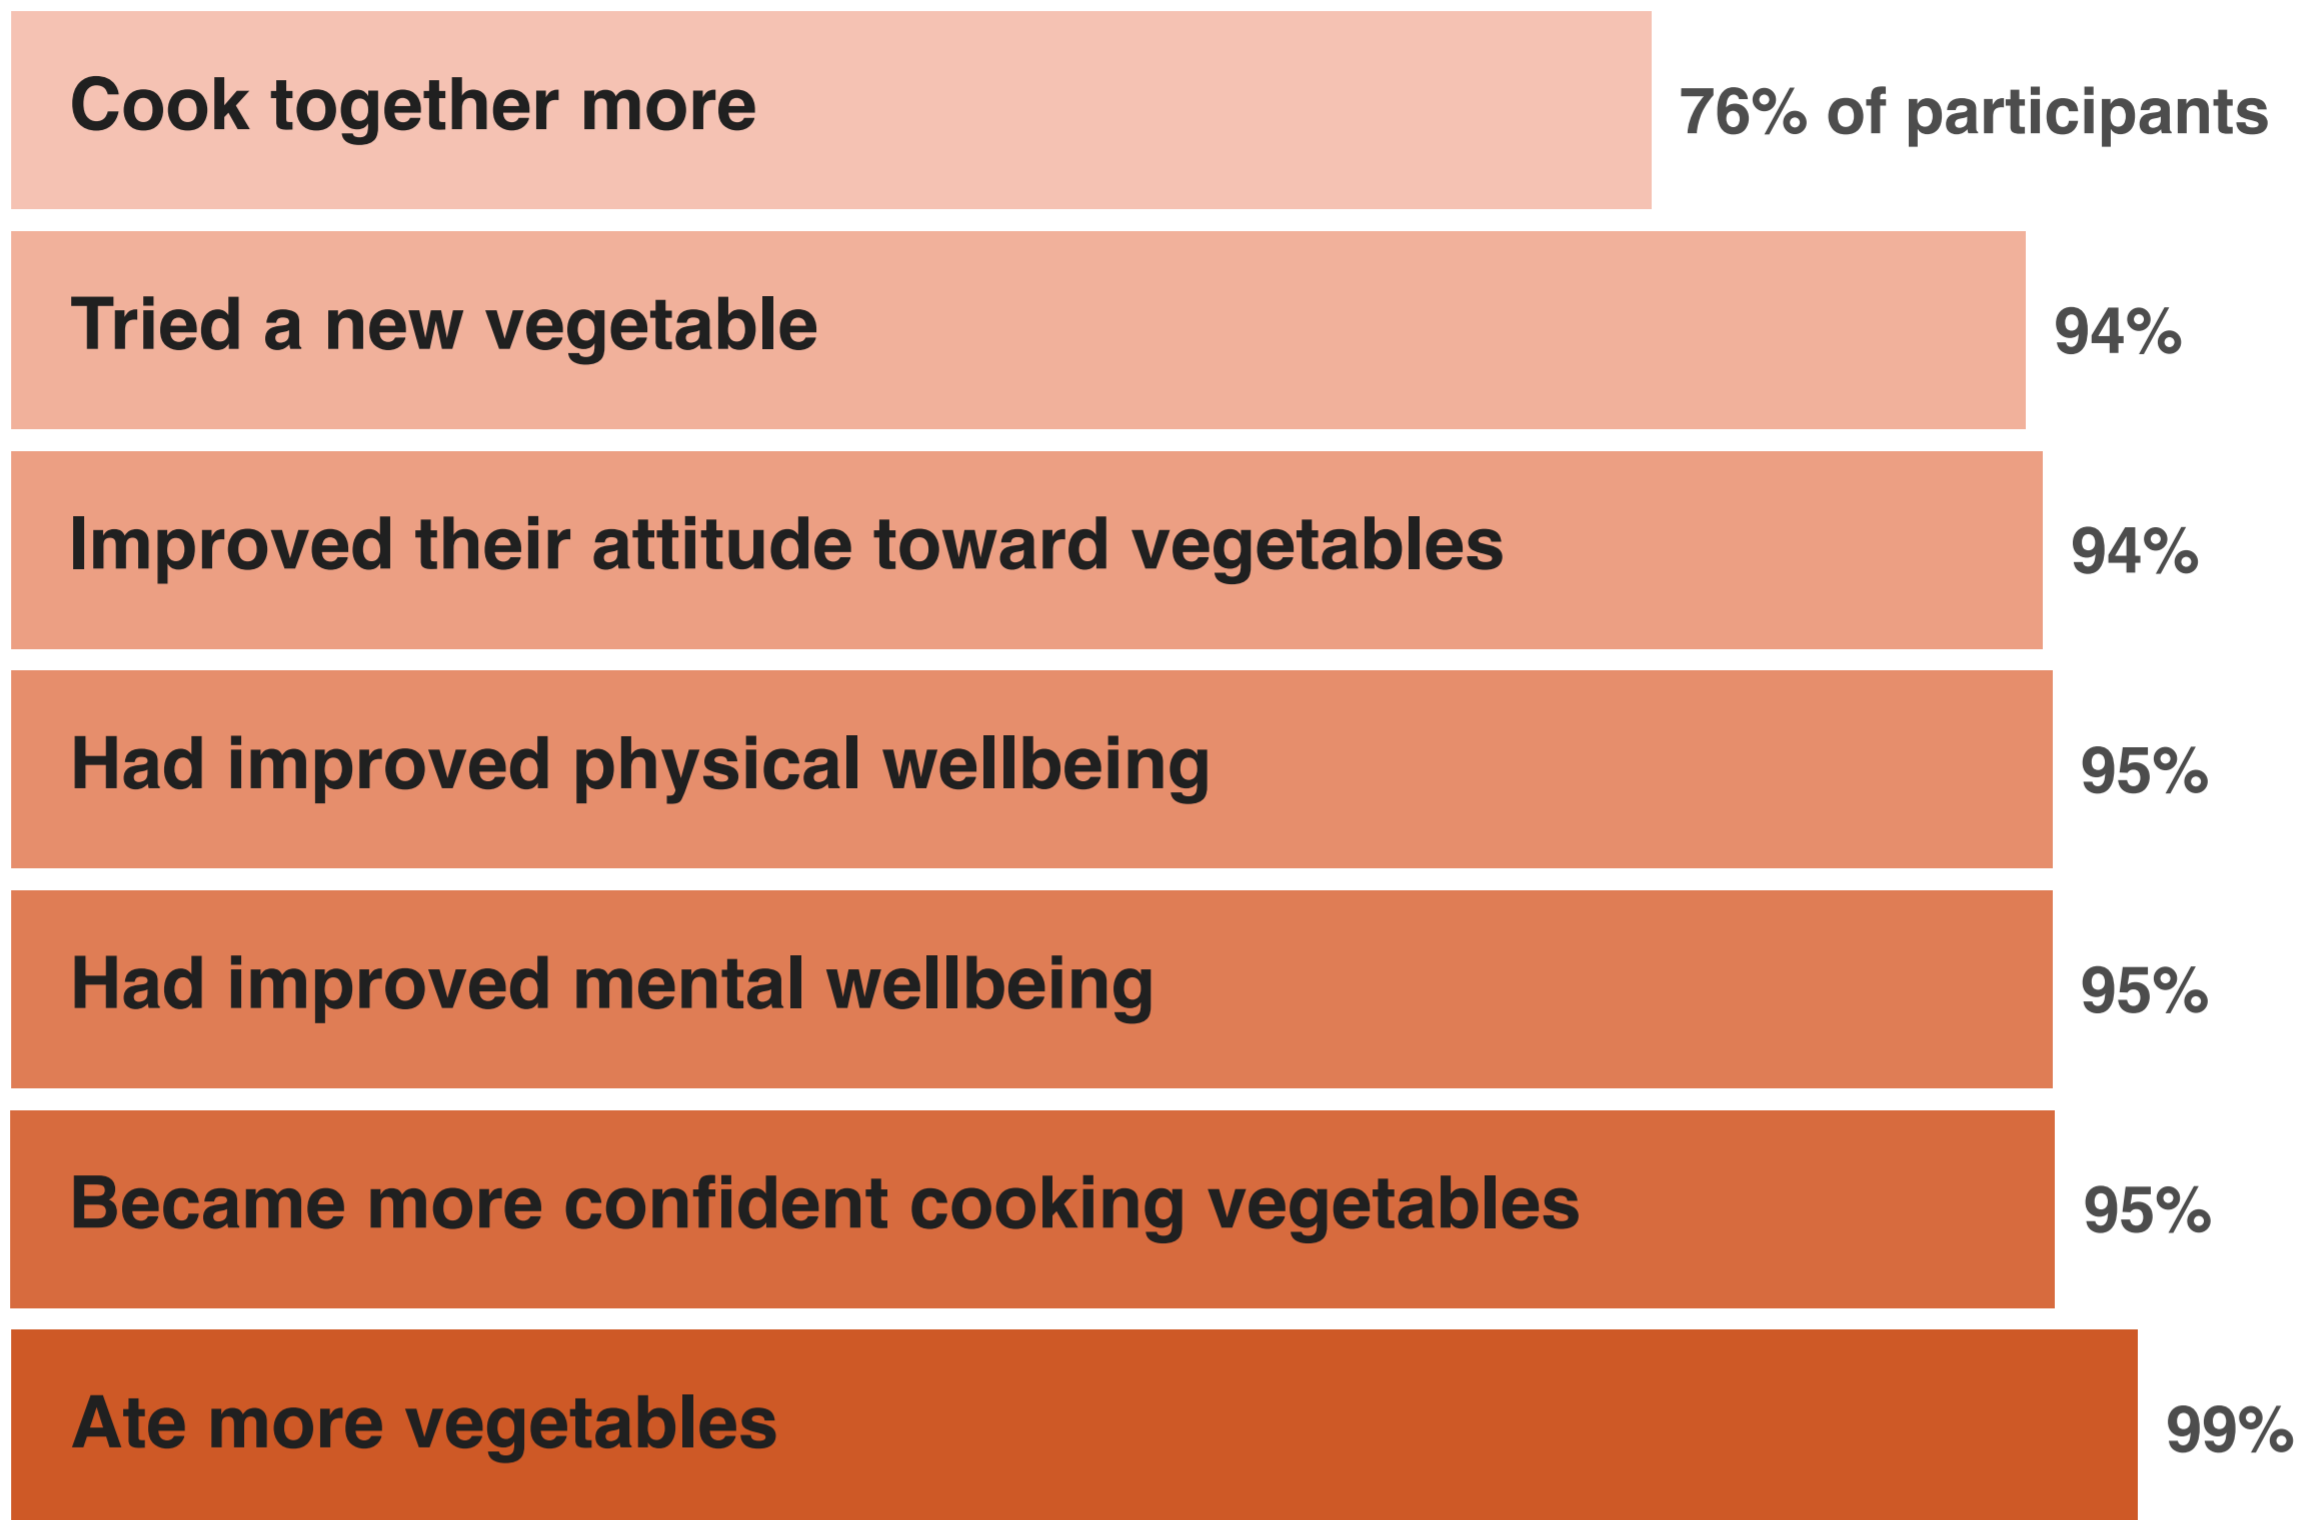 Cook together more 76% of participants
Tried a new vegetable 94%
Improved their attitude toward vegetables 94%
Had improved physical wellbeing 95%
Had improved mental wellbeing 95%
Became more confident cooking vegetables 95%
Ate more vegetables 99%